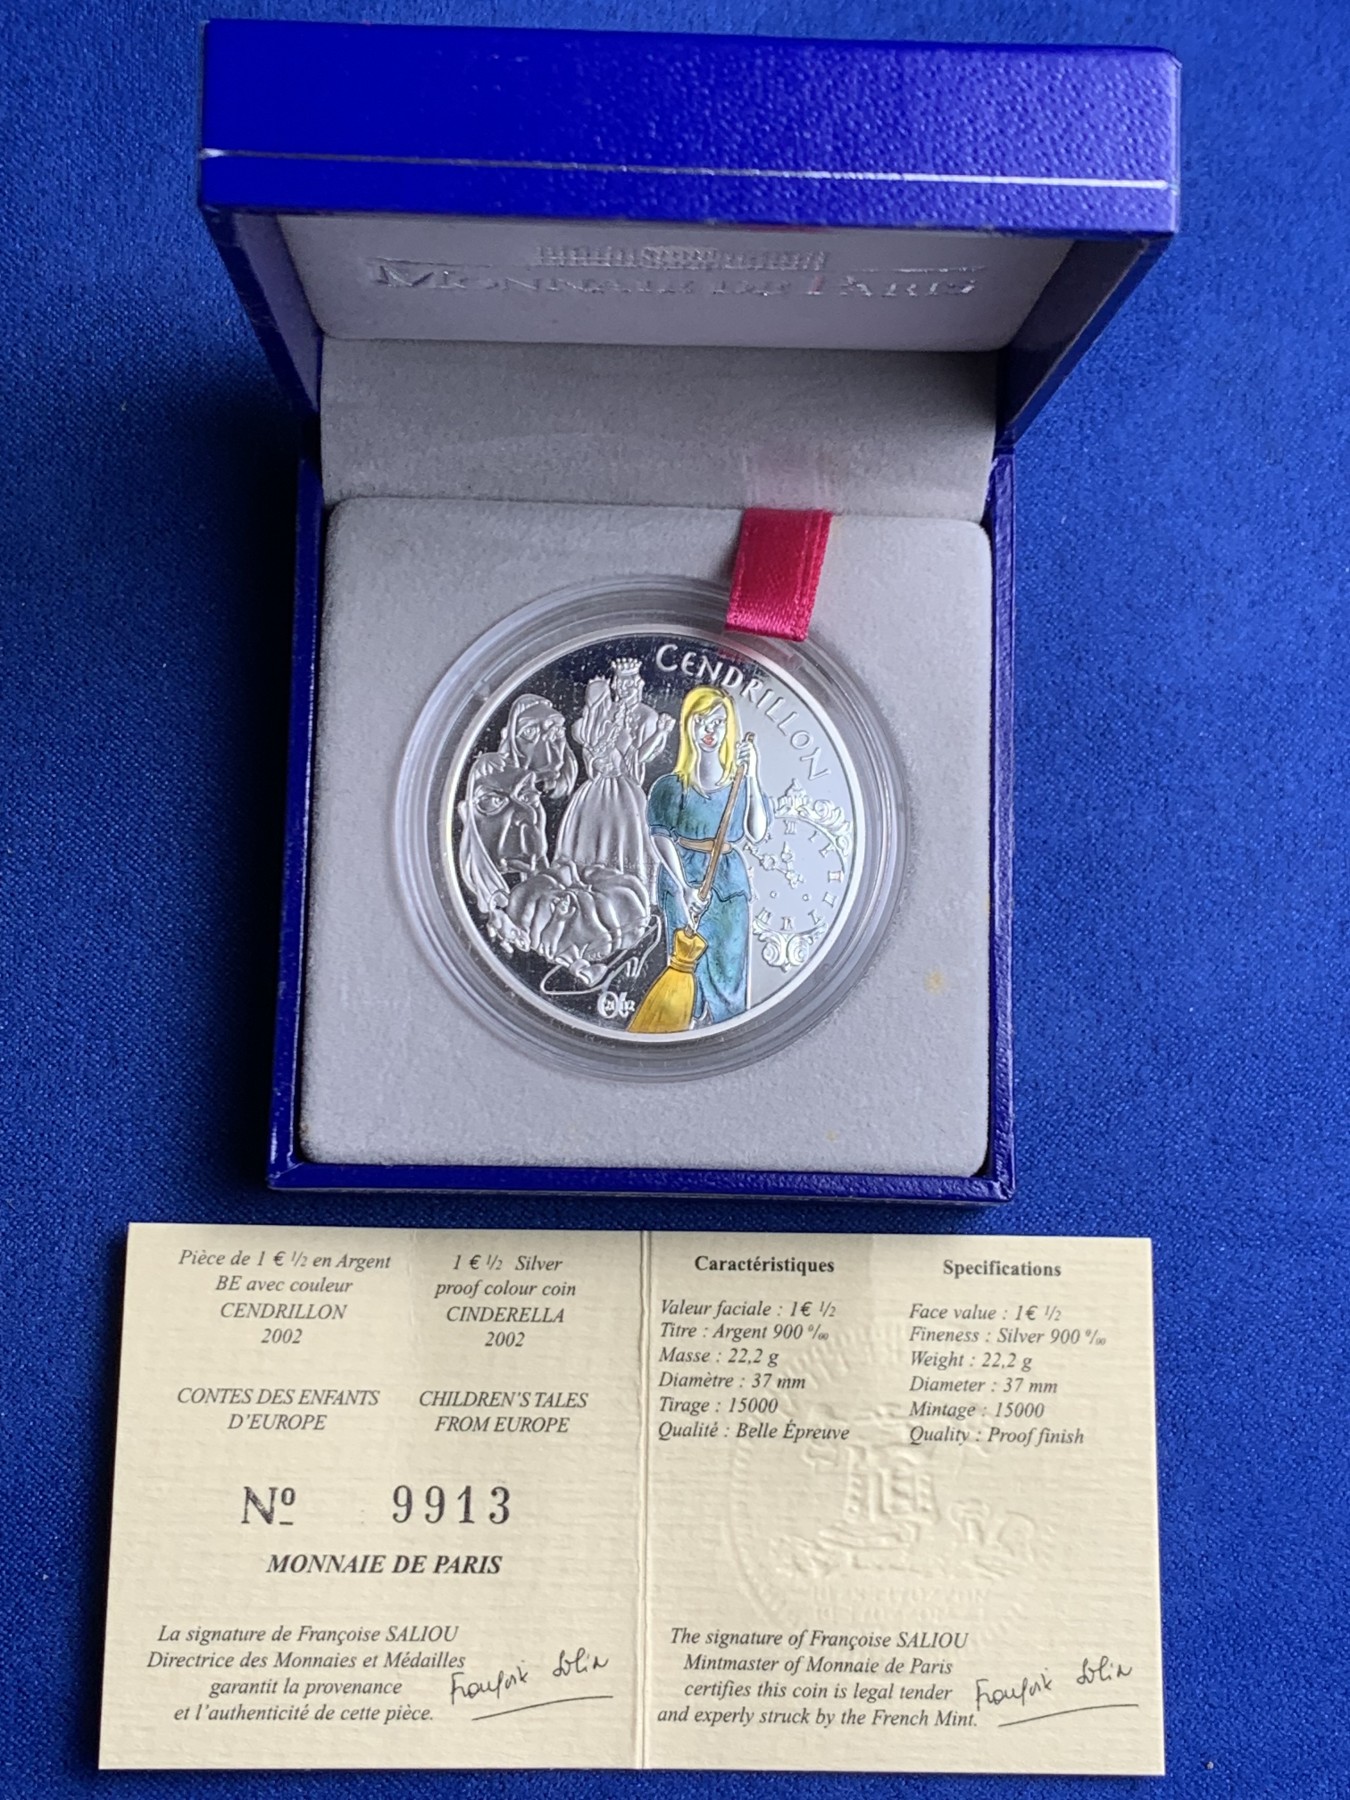 MONNAIE DE PARIS
CENDRILLON
Pièce de 1 € 1/2 en Argent
BE avec couleur
CENDRILLON
2002
CONTES DES ENFANTS
D'EUROPE
1 € 1/2 Silver
proof colour coin
CINDERELLA
2002
CHILDREN'S TALES
FROM EUROPE
Nº 9913
MONNAIE DE PARIS
La signature de Françoise SALIOU
Directrice des Monnaies et Médailles
garantit la provenance
et l'authenticité de cette pièce.
Caractéristiques
Valeur faciale : 1€ 1/2
Titre : Argent 900 ‰
Masse : 22,2 g
Diamètre : 37 mm
Tirage : 15000
Qualité : Belle Épreuve
Specifications
Face value : 1€ 1/2
Fineness : Silver 900 ‰
Weight : 22,2 g
Diameter : 37 mm
Mintage : 15000
Quality : Proof finish
The signature of Françoise SALIOU
Mintmaster of Monnaie de Paris
certifies this coin is legal tender
and experly struck by the French Mint.